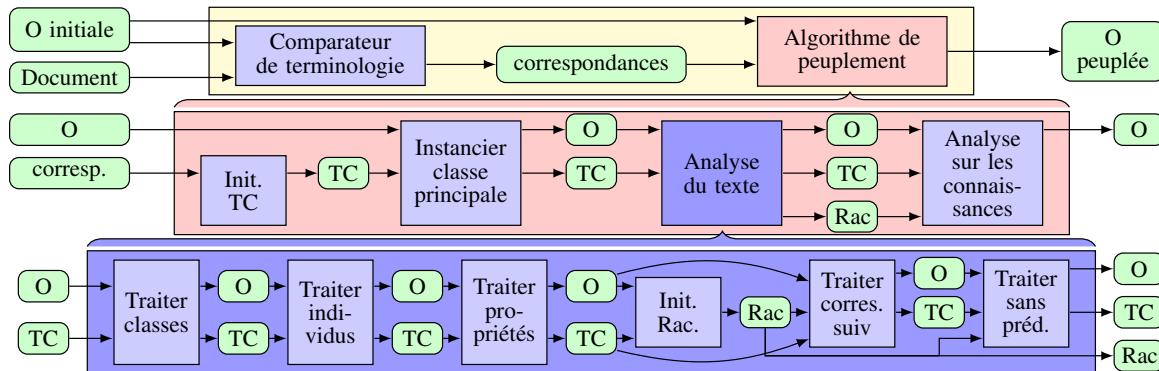 O initiale
Document
Comparateur
de terminologie
correspondances
Algorithme de
peuplement
O
peuplée
O
corresp.
Init.
TC
TC
Instancier
classe
principale
O
TC
Analyse
du texte
O
TC
Rac
Analyse
sur les
connais-
sances
O
O
TC
Traiter
classes
O
TC
Traiter
indi-
vidus
O
TC
Traiter
pro-
priétés
O
TC
Init.
Rac.
Rac
Traiter
corres.
suiv
O
TC
Traiter
sans
préd.
O
TC
Rac